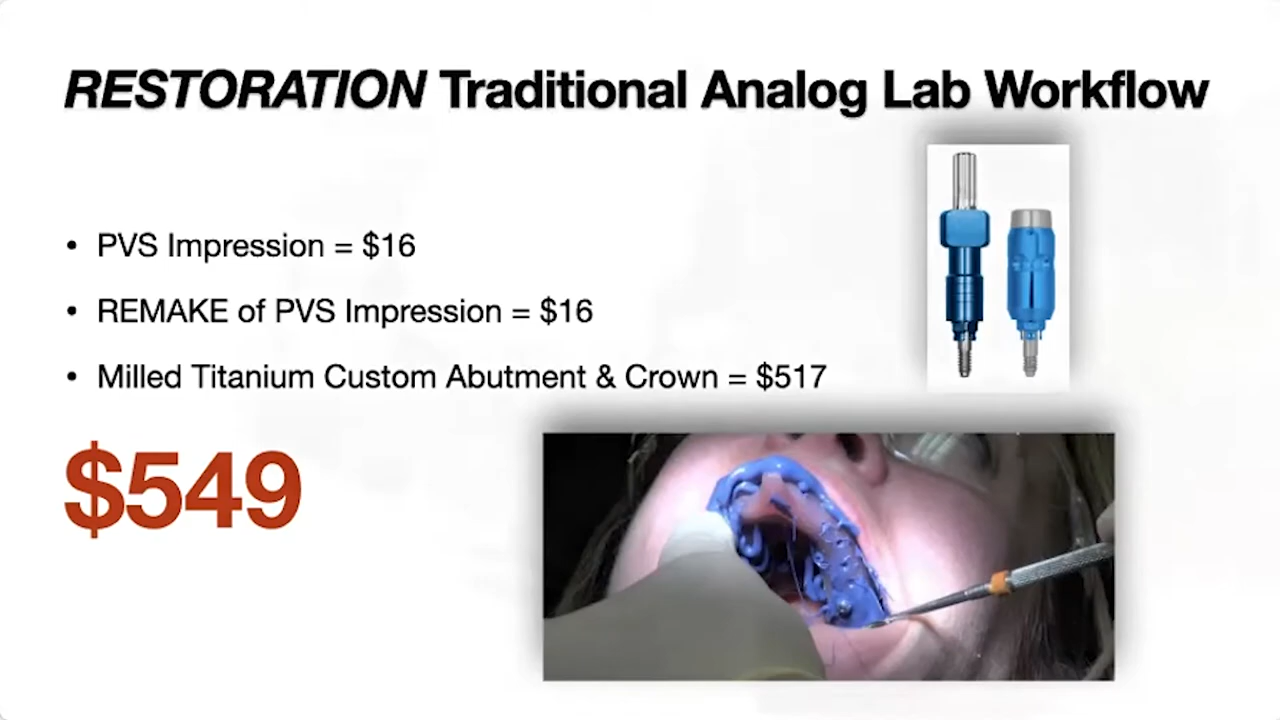 RESTORATION Traditional Analog Lab Workflow
• PVS Impression = $16
• REMAKE of PVS Impression = $16
• Milled Titanium Custom Abutment & Crown = $517
$549